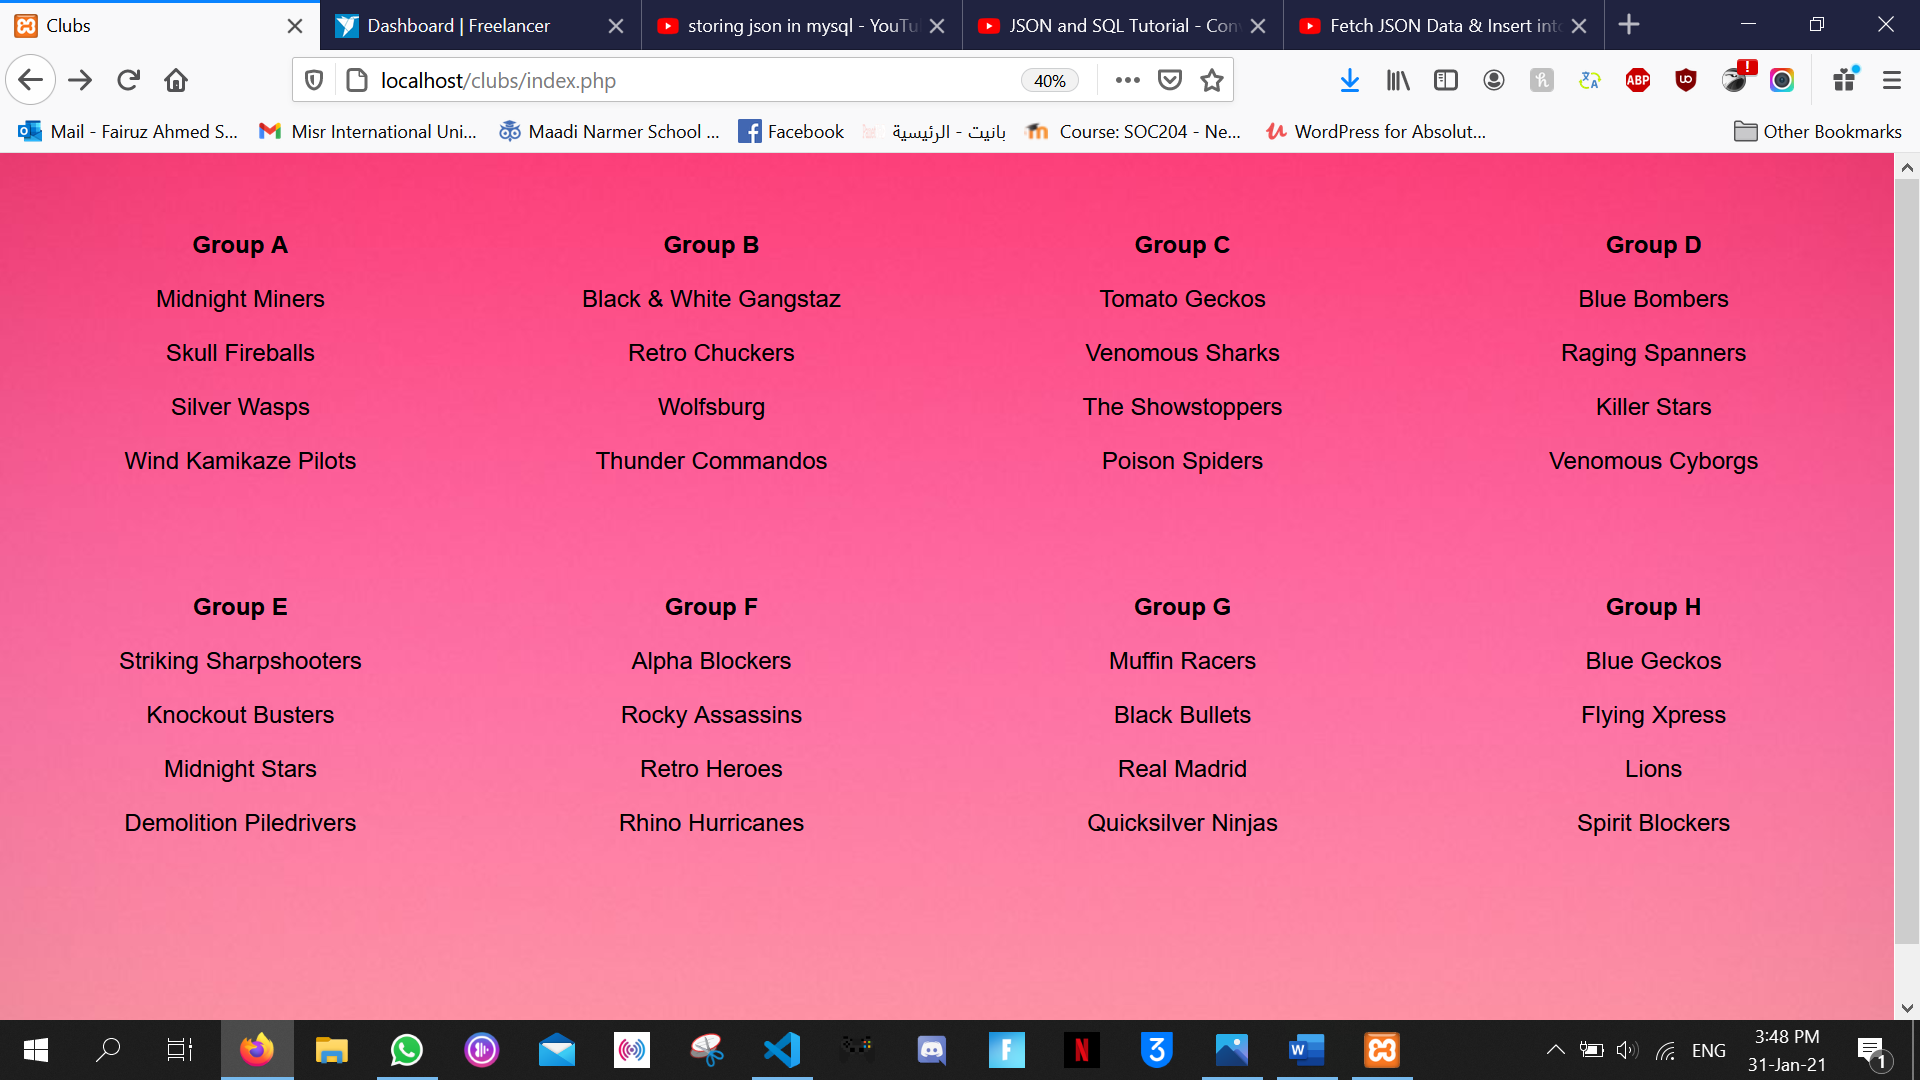 Clubs
Dashboard | Freelancer
storing json in mysql - YouTu
JSON and SQL Tutorial - Con
Fetch JSON Data & Insert into
localhost/clubs/index.php
40%
ABP
Mail - Fairuz Ahmed S...
Misr International Uni...
Maadi Narmer School ...
Facebook
بانيت - الرئيسية
Course: SOC204 - Ne...
WordPress for Absolut...
Other Bookmarks
Group A
Group B
Group C
Group D
Midnight Miners
Black & White Gangstaz
Tomato Geckos
Blue Bombers
Skull Fireballs
Retro Chuckers
Venomous Sharks
Raging Spanners
Silver Wasps
Wolfsburg
The Showstoppers
Killer Stars
Wind Kamikaze Pilots
Thunder Commandos
Poison Spiders
Venomous Cyborgs
Group E
Group F
Group G
Group H
Striking Sharpshooters
Alpha Blockers
Muffin Racers
Blue Geckos
Knockout Busters
Rocky Assassins
Black Bullets
Flying Xpress
Midnight Stars
Retro Heroes
Real Madrid
Lions
Demolition Piledrivers
Rhino Hurricanes
Quicksilver Ninjas
Spirit Blockers
ENG
3:48 PM
31-Jan-21
1